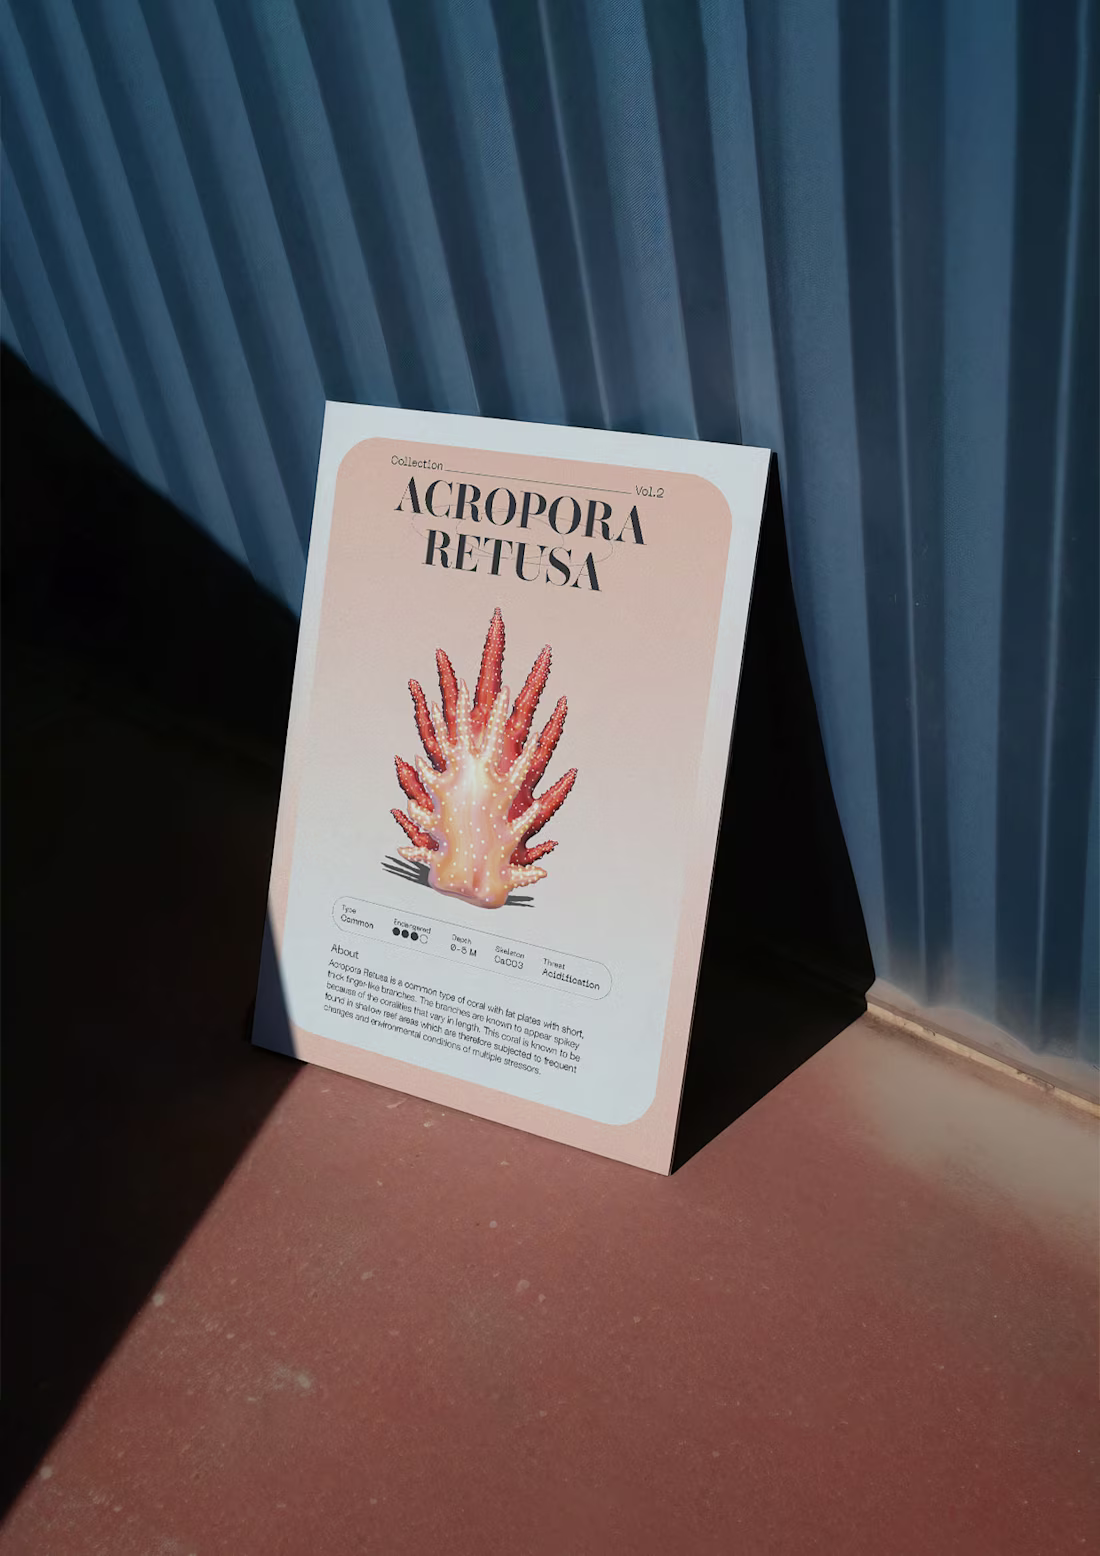 Collection
Vol.2
ACROPORA
RETUSA
Type
Common
Endangered
Depth
0-5 M
Skeleton
CaCO3
Threat
Acidification
About
Acropora Retusa is a common type of coral with fat plates with short,
thick finger-like branches. The branches are known to appear spikey
because of the coralities that vary in length. This coral is known to be
found in shallow reef areas which are therefore subjected to frequent
changes and environmental conditions of multiple stressors.